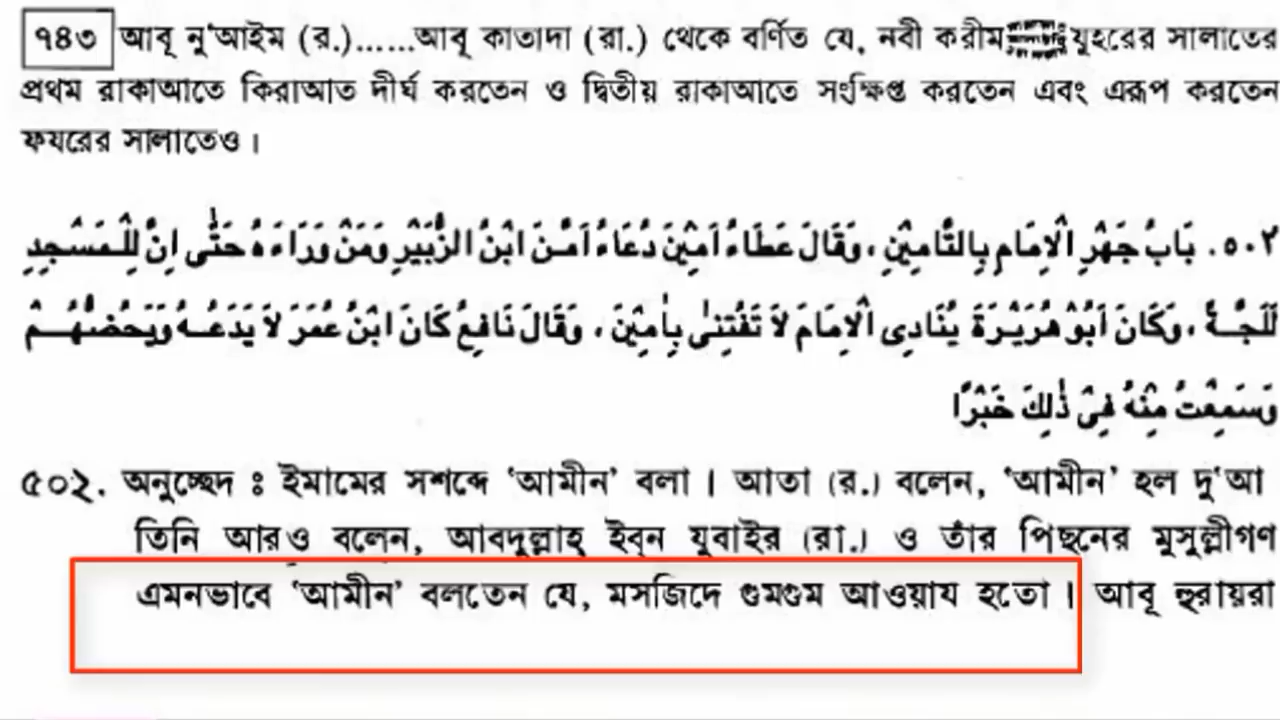 ৭৪৩ আবূ নু'আইম (র.)......আবূ কাতাদা (রা.) থেকে বর্ণিত যে, নবী করীম যুহরের সালাতের
প্রথম রাকাআতে কিরাআত দীর্ঘ করতেন ও দ্বিতীয় রাকাআতে সংক্ষিপ্ত করতেন এবং এরূপ করতেন
ফযরের সালাতেও।
٥٠٢. بَابُ جَهْرِ الْاِمَامِ بِالتَّامِيْنِ ، وَقَالَ عَطَاءُ اٰمِيْنَ دُعَاءُ اَمَّنَ ابْنُ الزُّبَيْرِ وَمَنْ وَرَاءَهُ حَتّٰى اِنَّ لِلْمَسْجِدِ
لَلَجَّةً ، وَكَانَ اَبُوْ هُرَيْرَةَ يُنَادِى الْاِمَامَ لاَ تَفُتْنِىْ بِاٰمِيْنَ ، وَقَالَ نَافِعُ كَانَ ابْنُ عُمَرَ لاَ يَدَعُهُ وَيَحُضُّهُمْ
وَسَمِعْتُ مِنْهُ فِىْ ذٰلِكَ خَبْرًا
৫০২. অনুচ্ছেদ ঃ ইমামের সশব্দে 'আমীন' বলা। আতা (র.) বলেন, 'আমীন' হল দু'আ
তিনি আরও বলেন, আবদুল্লাহ্ ইব্ন যুবাইর (রা.) ও তাঁর পিছনের মুসুল্লীগণ
এমনভাবে 'আমীন' বলতেন যে, মসজিদে গুমগুম আওয়ায হতো। আবূ হুরায়রা